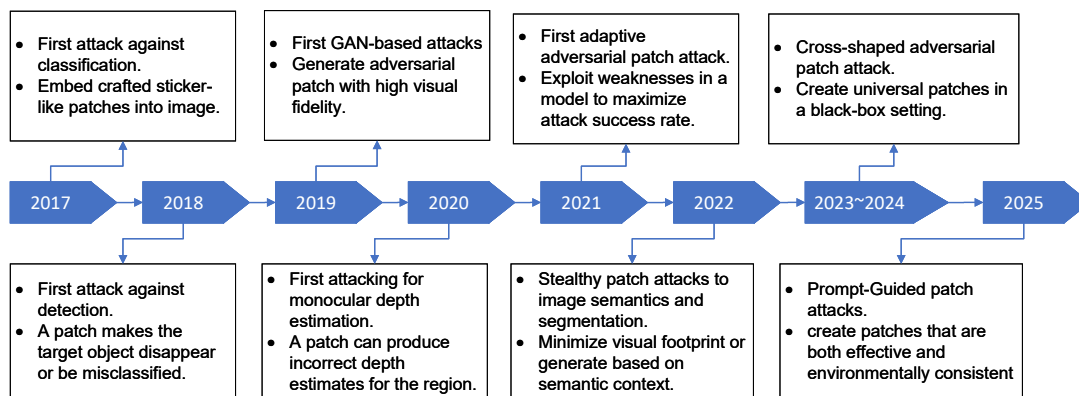 • First attack against
classification.
• Embed crafted sticker-
like patches into image.
• First GAN-based attacks
• Generate adversarial
patch with high visual
fidelity.
• First adaptive
adversarial patch attack.
• Exploit weaknesses in a
model to maximize
attack success rate.
• Cross-shaped adversarial
patch attack.
• Create universal patches in
a black-box setting.
2017
2018
2019
2020
2021
2022
2023~2024
2025
• First attack against
detection.
• A patch makes the
target object disappear
or be misclassified.
• First attacking for
monocular depth
estimation.
• A patch can produce
incorrect depth
estimates for the region.
• Stealthy patch attacks to
image semantics and
segmentation.
• Minimize visual footprint or
generate based on
semantic context.
• Prompt-Guided patch
attacks.
• create patches that are
both effective and
environmentally consistent